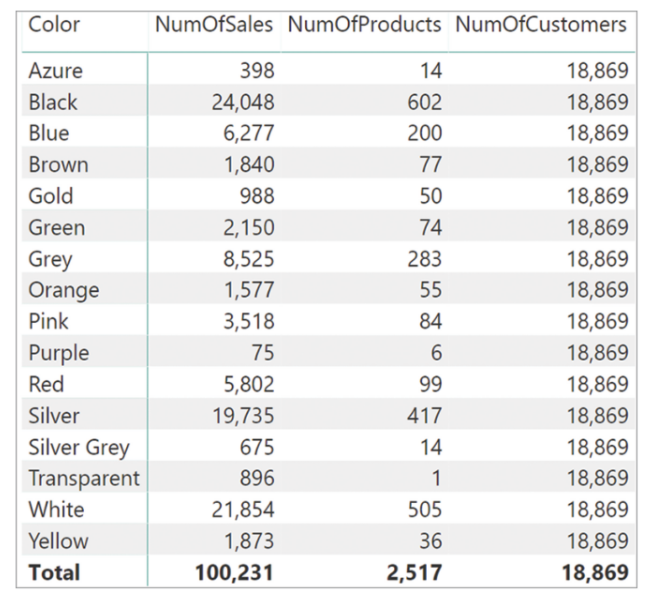 Color NumOfSales NumOfProducts NumOfCustomers
Azure 398 14 18,869
Black 24,048 602 18,869
Blue 6,277 200 18,869
Brown 1,840 77 18,869
Gold 988 50 18,869
Green 2,150 74 18,869
Grey 8,525 283 18,869
Orange 1,577 55 18,869
Pink 3,518 84 18,869
Purple 75 6 18,869
Red 5,802 99 18,869
Silver 19,735 417 18,869
Silver Grey 675 14 18,869
Transparent 896 1 18,869
White 21,854 505 18,869
Yellow 1,873 36 18,869
Total 100,231 2,517 18,869